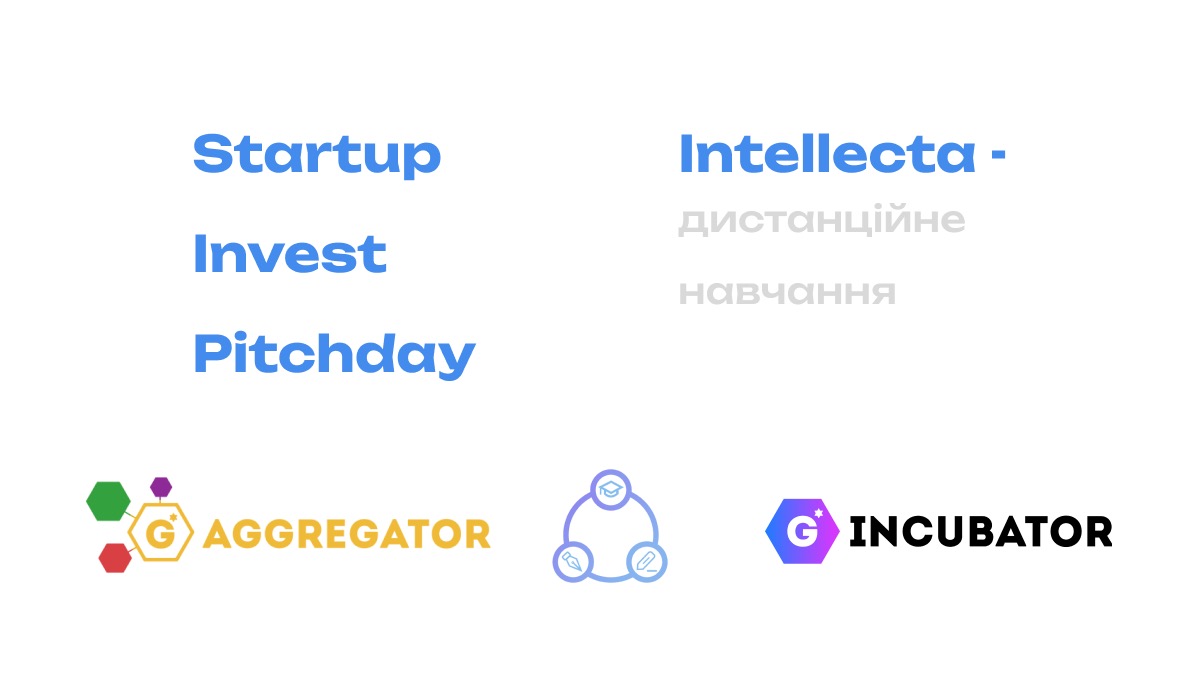 Startup
Invest
Pitchday
Intellecta -
дистанційне
навчання
G AGGREGATOR
G INCUBATOR